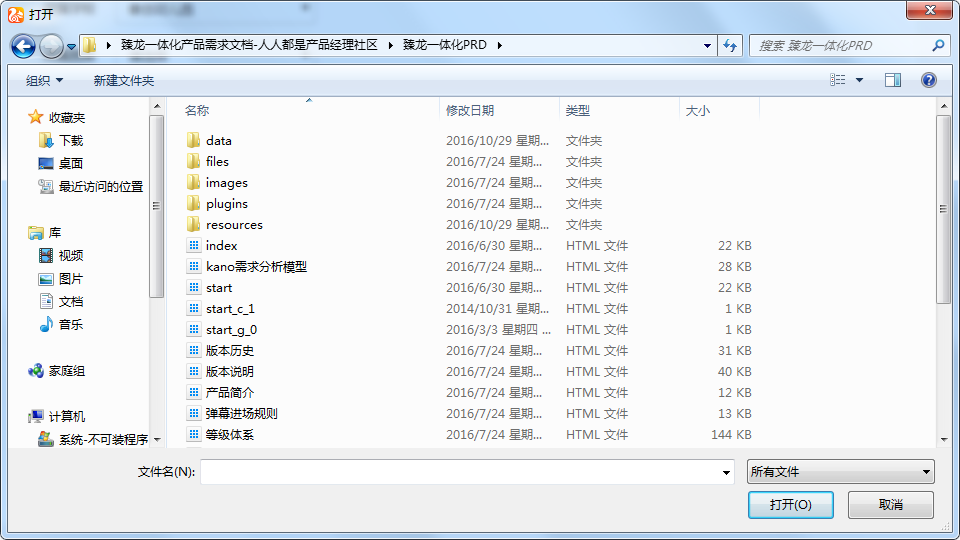 打开
臻龙一体化产品需求文档-人人都是产品经理社区 臻龙一体化PRD
搜索 臻龙一体化PRD
组织 新建文件夹
收藏夹
下载
桌面
最近访问的位置
库
视频
图片
文档
音乐
家庭组
计算机
系统-不可装程序
名称 修改日期 类型 大小
data 2016/10/29 星期... 文件夹
files 2016/7/24 星期... 文件夹
images 2016/7/24 星期... 文件夹
plugins 2016/7/24 星期... 文件夹
resources 2016/10/29 星期... 文件夹
index 2016/6/30 星期... HTML 文件 22 KB
kano需求分析模型 2016/7/24 星期... HTML 文件 28 KB
start 2016/6/30 星期... HTML 文件 22 KB
start_c_1 2014/10/31 星期... HTML 文件 1 KB
start_g_0 2016/3/3 星期四 ... HTML 文件 1 KB
版本历史 2016/7/24 星期... HTML 文件 31 KB
版本说明 2016/7/24 星期... HTML 文件 40 KB
产品简介 2016/7/24 星期... HTML 文件 12 KB
弹幕进场规则 2016/7/24 星期... HTML 文件 13 KB
等级体系 2016/7/24 星期... HTML 文件 144 KB
文件名(N): 所有文件
打开(O) 取消